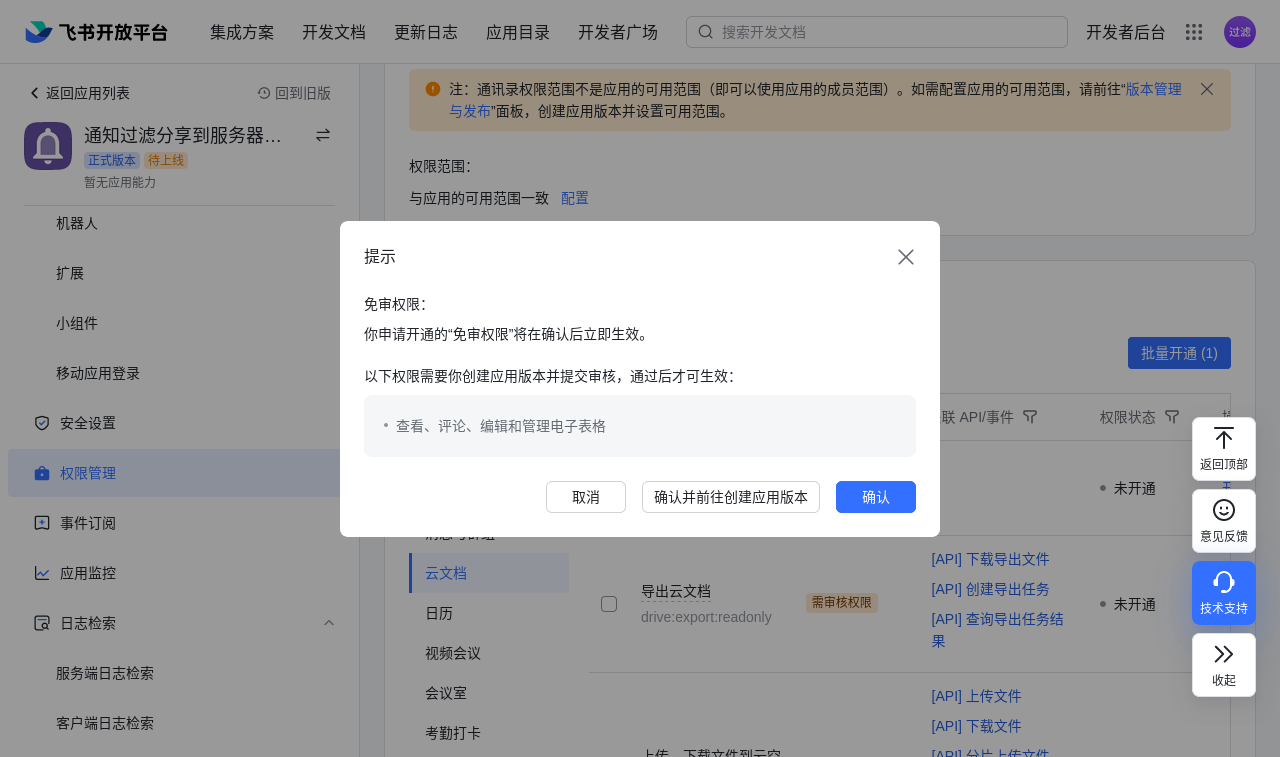 飞书开放平台
集成方案
开发文档
更新日志
应用目录
开发者广场
搜索开发文档
开发者后台
过滤
返回应用列表
回到旧版
通知过滤分享到服务器…
正式版本
待上线
暂无应用能力
机器人
扩展
小组件
移动应用登录
安全设置
权限管理
事件订阅
应用监控
日志检索
服务端日志检索
客户端日志检索
注：通讯录权限范围不是应用的可用范围（即可以使用应用的成员范围）。如需配置应用的可用范围，请前往“版本管理
与发布”面板，创建应用版本并设置可用范围。
权限范围：
与应用的可用范围一致 配置
批量开通 (1)
联 API/事件
权限状态
提示
免审权限：
你申请开通的“免审权限”将在确认后立即生效。
以下权限需要你创建应用版本并提交审核，通过后才可生效：
• 查看、评论、编辑和管理电子表格
取消
确认并前往创建应用版本
确认
未开通
云文档
日历
视频会议
会议室
考勤打卡
导出云文档
drive:export:readonly
需审核权限
[API] 下载导出文件
[API] 创建导出任务
[API] 查询导出任务结
果
未开通
[API] 上传文件
[API] 下载文件
[API] 分片上传文件
上传、下载文件到云空
返回顶部
意见反馈
技术支持
收起